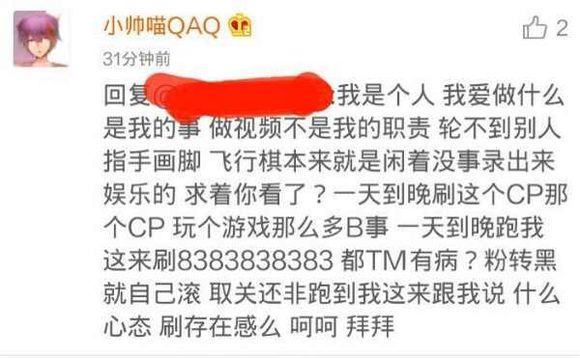 小帅喵QAQ
2
31分钟前
回复@:我是个人 我爱做什么
是我的事 做视频不是我的职责 轮不到别人
指手画脚 飞行棋本来就是闲着没事录出来
娱乐的 求着你看了？一天到晚刷这个CP那
个CP 玩个游戏那么多B事 一天到晚跑我
这来刷8383838383 都TM有病？粉转黑
就自己滚 取关还非跑到我这来跟我说 什么
心态 刷存在感么 呵呵 拜拜